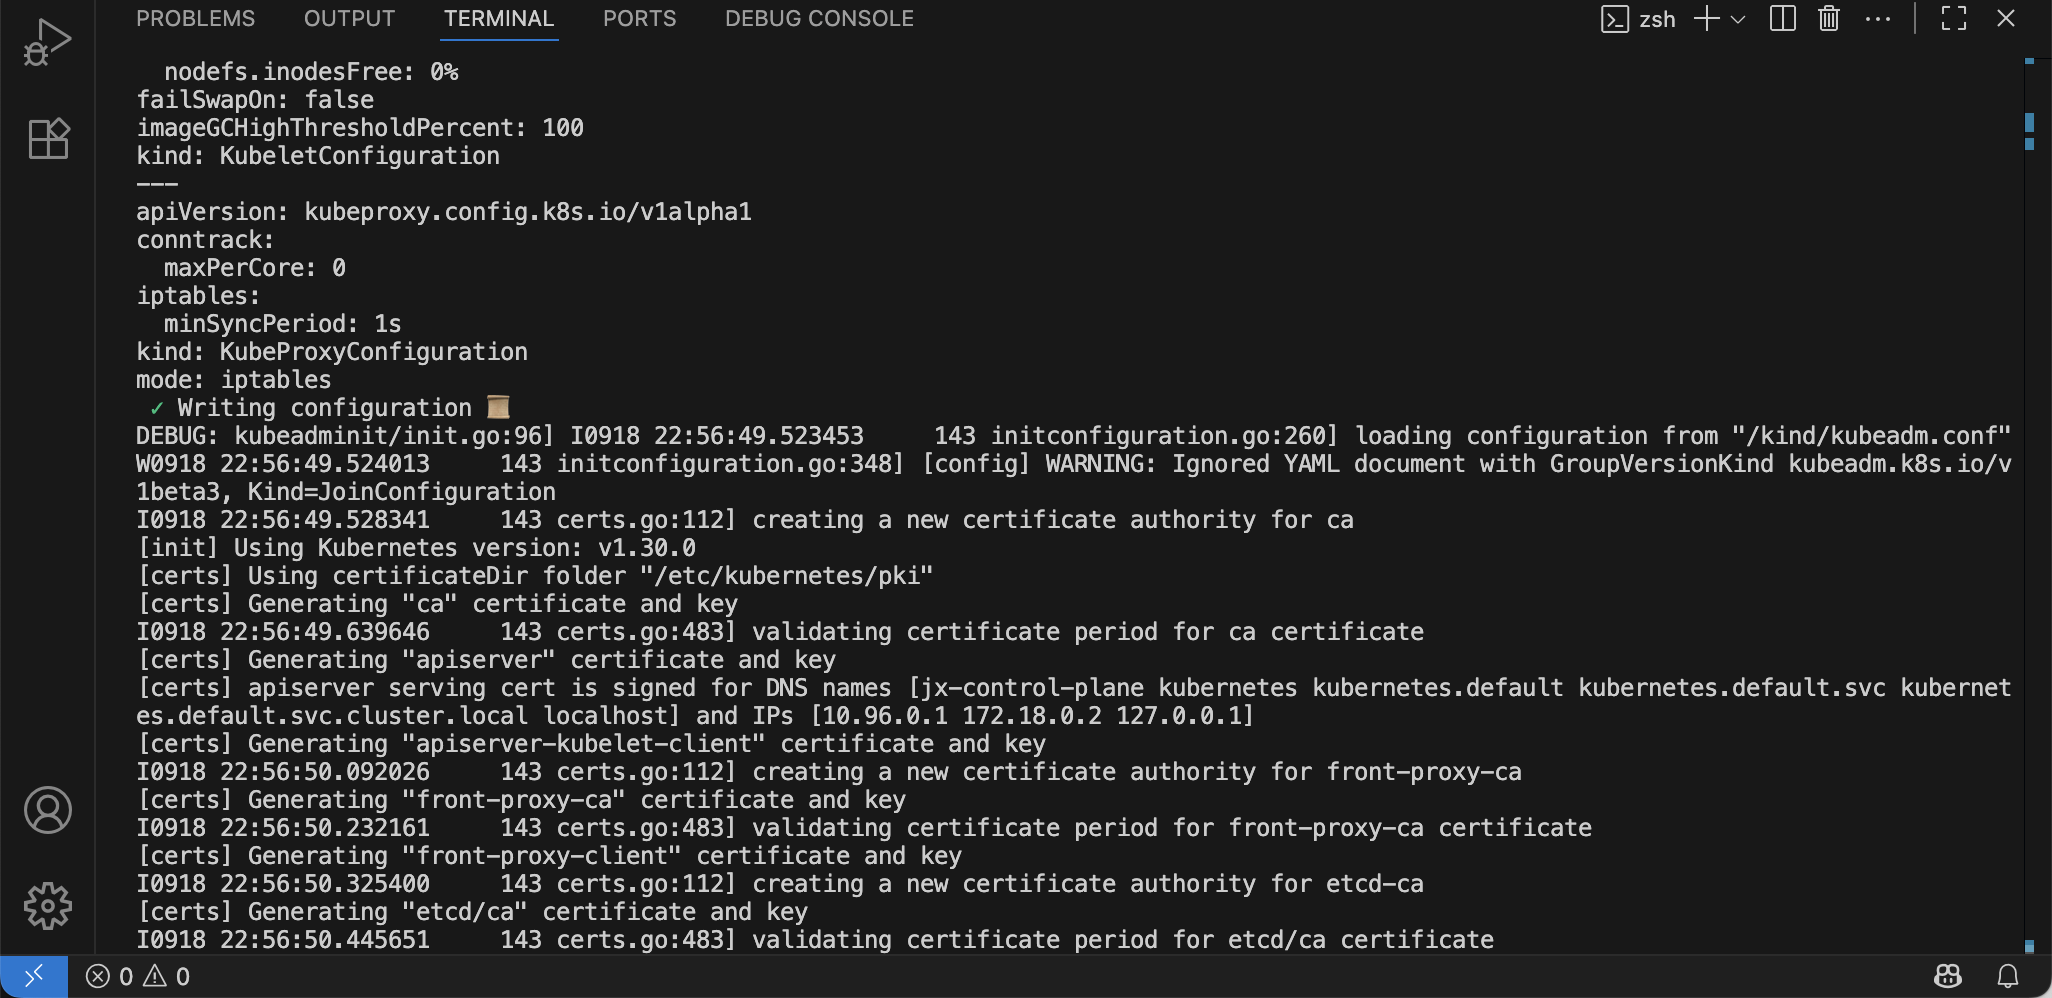 PROBLEMS OUTPUT TERMINAL PORTS DEBUG CONSOLE zsh
  nodefs.inodesFree: 0%
failSwapOn: false
imageGCHighThresholdPercent: 100
kind: KubeletConfiguration
---
apiVersion: kubeproxy.config.k8s.io/v1alpha1
conntrack:
  maxPerCore: 0
iptables:
  minSyncPeriod: 1s
kind: KubeProxyConfiguration
mode: iptables
 ✓ Writing configuration 📜
DEBUG: kubeadminit/init.go:96] I0918 22:56:49.523453     143 initconfiguration.go:260] loading configuration from "/kind/kubeadm.conf"
W0918 22:56:49.524013     143 initconfiguration.go:348] [config] WARNING: Ignored YAML document with GroupVersionKind kubeadm.k8s.io/v
1beta3, Kind=JoinConfiguration
I0918 22:56:49.528341     143 certs.go:112] creating a new certificate authority for ca
[init] Using Kubernetes version: v1.30.0
[certs] Using certificateDir folder "/etc/kubernetes/pki"
[certs] Generating "ca" certificate and key
I0918 22:56:49.639646     143 certs.go:483] validating certificate period for ca certificate
[certs] Generating "apiserver" certificate and key
[certs] apiserver serving cert is signed for DNS names [jx-control-plane kubernetes kubernetes.default kubernetes.default.svc kubernet
es.default.svc.cluster.local localhost] and IPs [10.96.0.1 172.18.0.2 127.0.0.1]
[certs] Generating "apiserver-kubelet-client" certificate and key
I0918 22:56:50.092026     143 certs.go:112] creating a new certificate authority for front-proxy-ca
[certs] Generating "front-proxy-ca" certificate and key
I0918 22:56:50.232161     143 certs.go:483] validating certificate period for front-proxy-ca certificate
[certs] Generating "front-proxy-client" certificate and key
I0918 22:56:50.325400     143 certs.go:112] creating a new certificate authority for etcd-ca
[certs] Generating "etcd/ca" certificate and key
I0918 22:56:50.445651     143 certs.go:483] validating certificate period for etcd/ca certificate
0 0